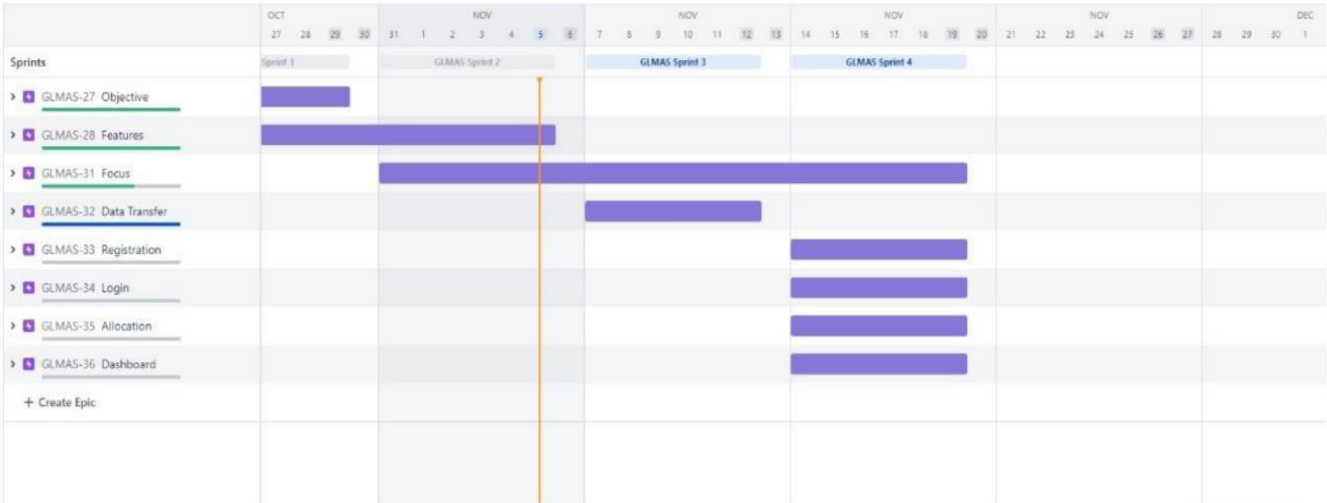 OCT NOV NOV NOV NOV DEC
27 28 29 30 31 1 2 3 4 5 6 7 8 9 10 11 12 13 14 15 16 17 18 19 20 21 22 23 24 25 26 27 28 29 30 1
Sprints Sprint 1 GLMAS Sprint 2 GLMAS Sprint 3 GLMAS Sprint 4
GLMAS-27 Objective
GLMAS-28 Features
GLMAS-31 Focus
GLMAS-32 Data Transfer
GLMAS-33 Registration
GLMAS-34 Login
GLMAS-35 Allocation
GLMAS-36 Dashboard
+ Create Epic